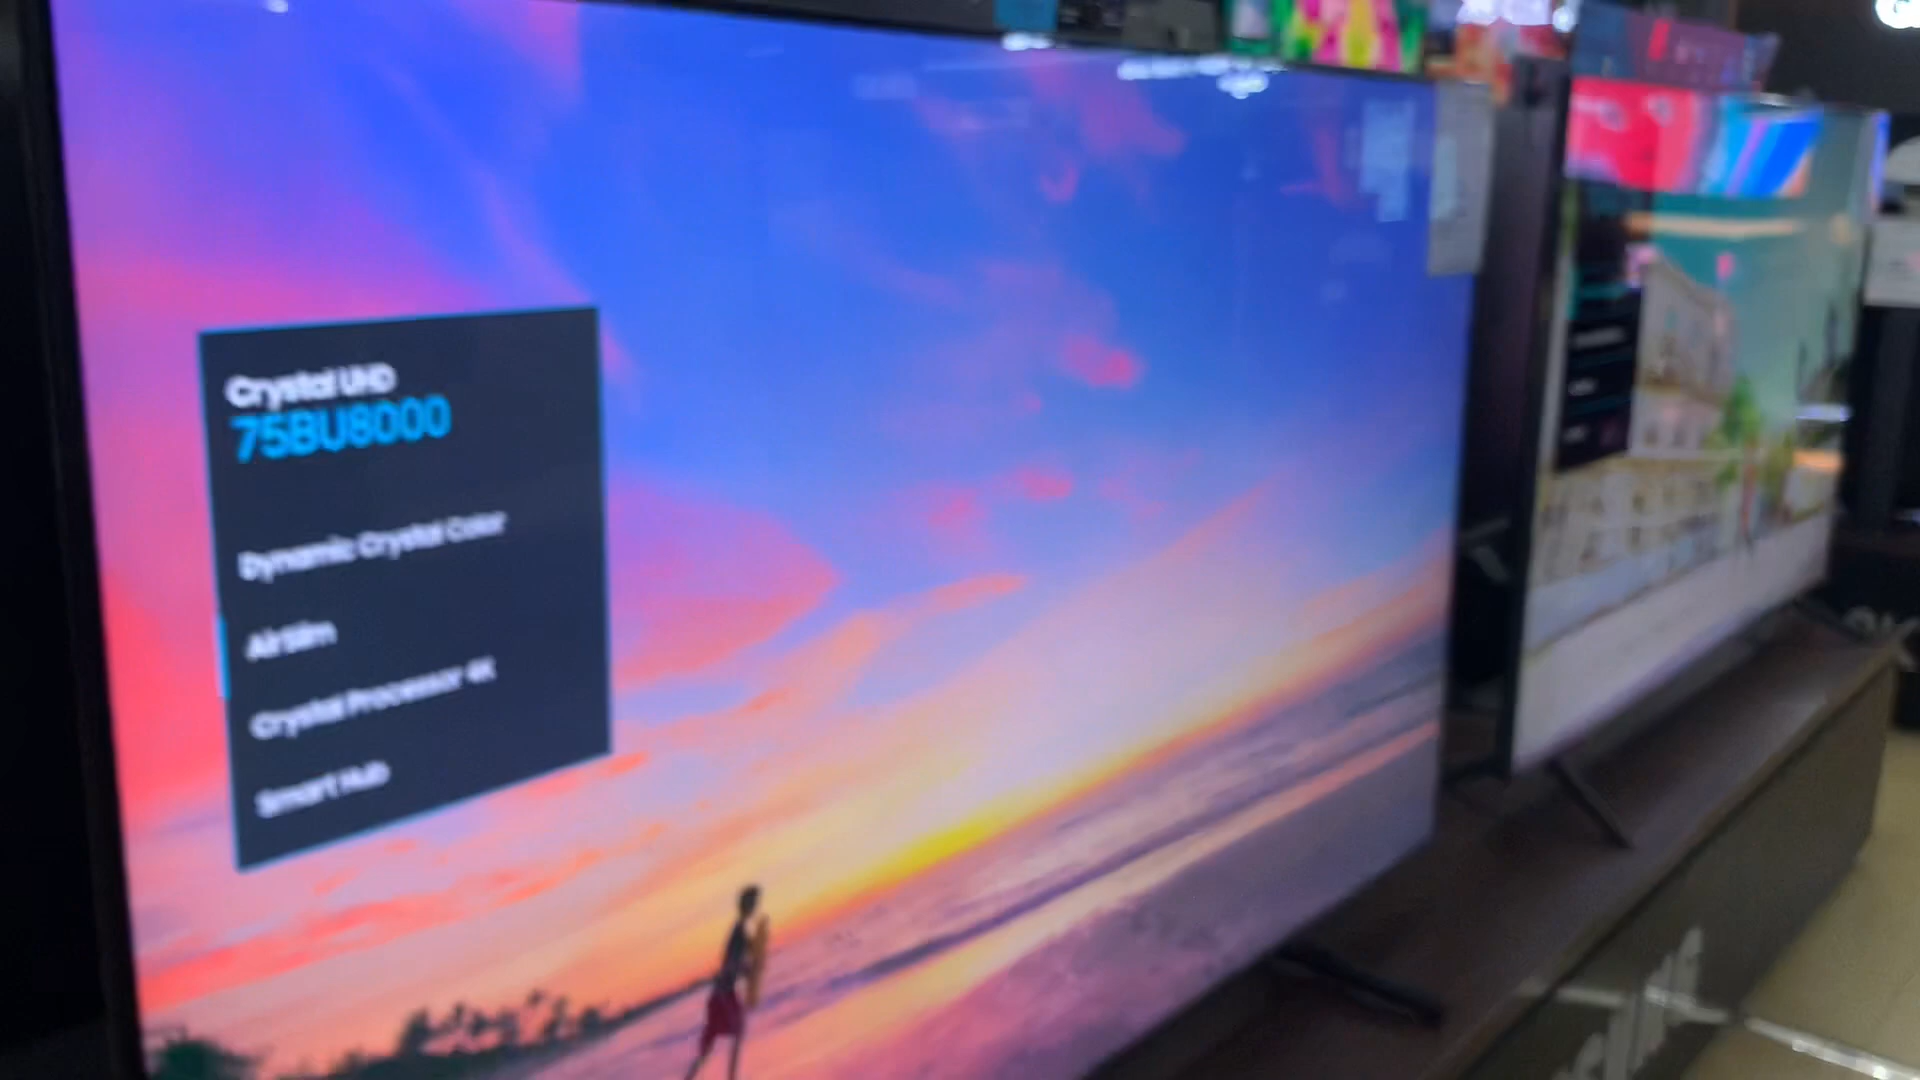 Crystal UHD
75BU8000
Dynamic Crystal Color
AirSlim
Crystal Processor 4K
Smart Hub